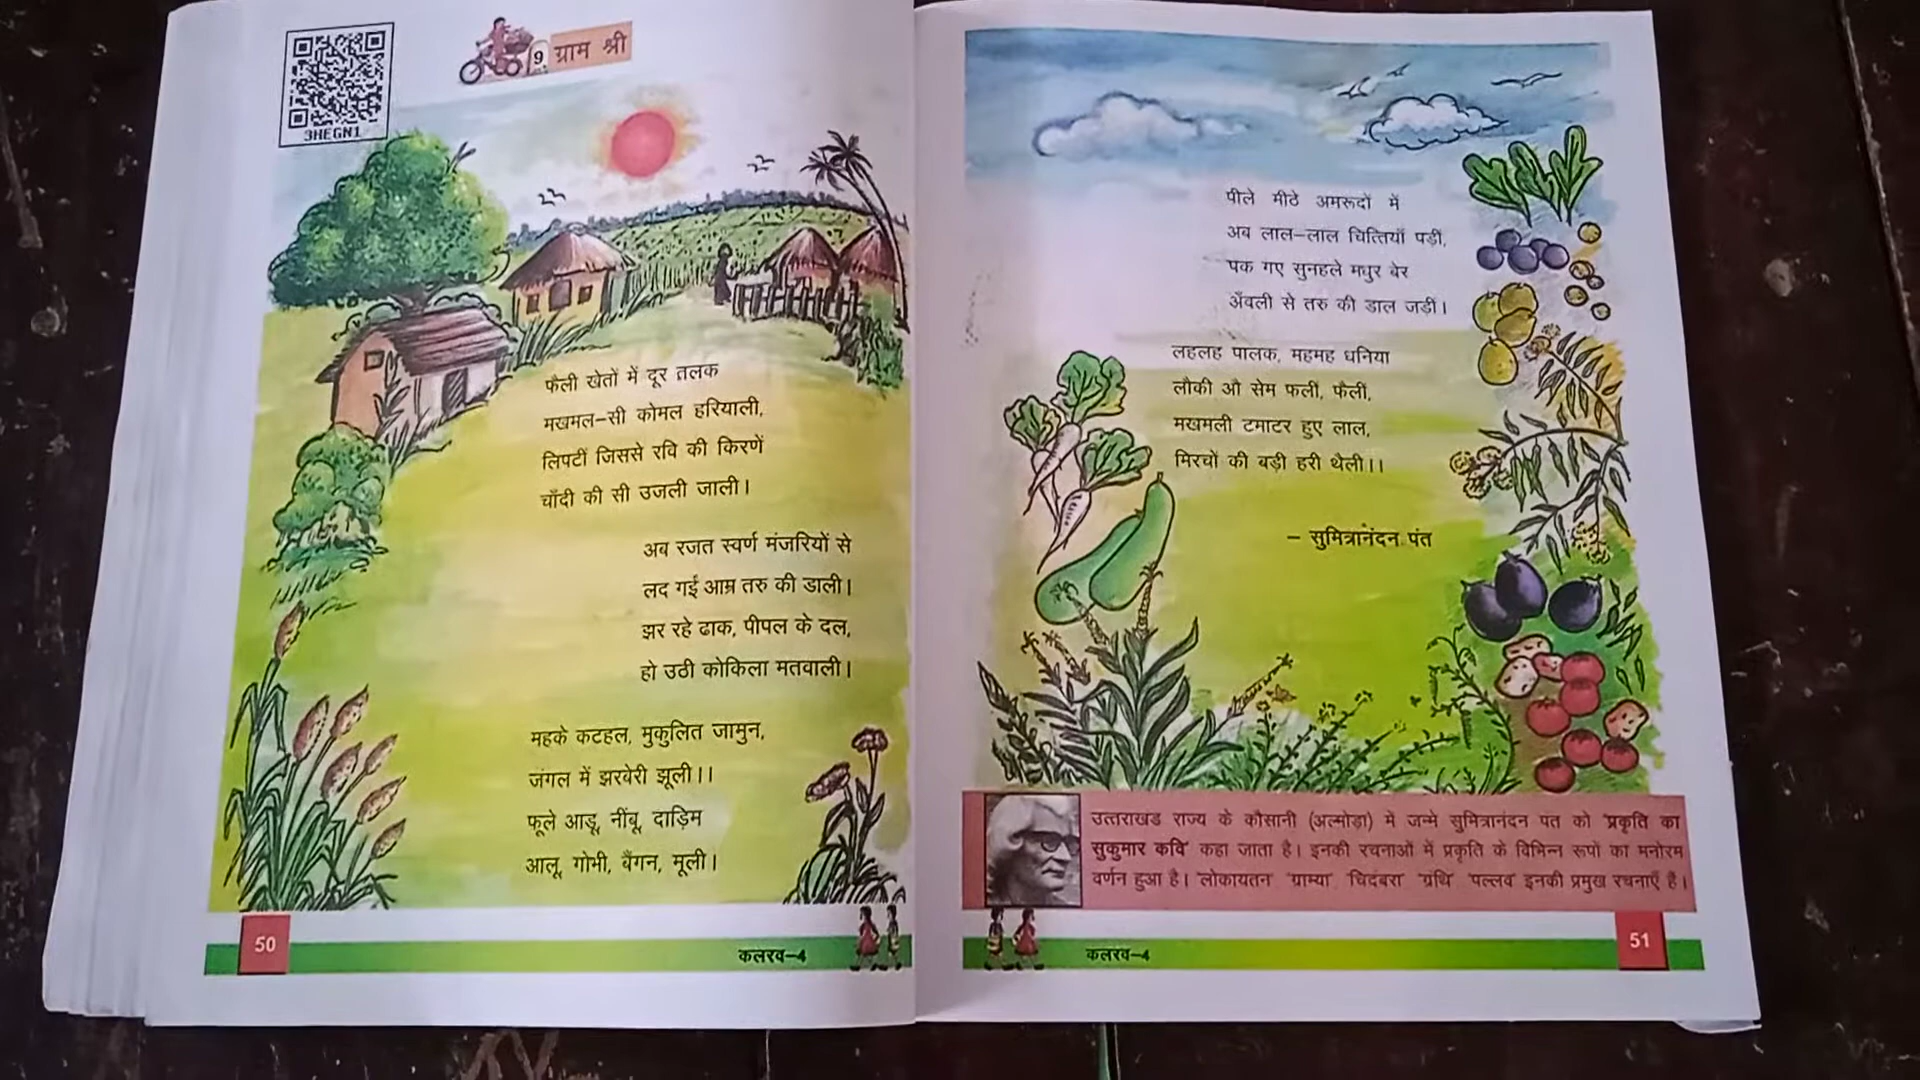 3HEGN1
9 ग्राम श्री
फैली खेतों में दूर तलक
मखमल-सी कोमल हरियाली,
लिपटीं जिससे रवि की किरणें
चाँदी की सी उजली जाली।
अब रजत स्वर्ण मंजरियों से
लद गई आम्र तरु की डाली।
झर रहे ढाक, पीपल के दल,
हो उठी कोकिला मतवाली।
महके कटहल, मुकुलित जामुन,
जंगल में झरबेरी झूली।।
फूले आडू, नींबू, दाड़िम
आलू, गोभी, बैंगन, मूली।
50
कलरव-4
पीले मीठे अमरूदों में
अब लाल-लाल चित्तियाँ पड़ीं,
पक गए सुनहले मधुर बेर
अँवली से तरु की डाल जड़ीं।
लहलह पालक, महमह धनिया
लौकी औ सेम फलीं, फैलीं,
मखमली टमाटर हुए लाल,
मिरचों की बड़ी हरी थैली।।
– सुमित्रानंदन पंत
उत्तराखंड राज्य के कौसानी (अल्मोड़ा) में जन्मे सुमित्रानंदन पंत को 'प्रकृति का
सुकुमार कवि' कहा जाता है। इनकी रचनाओं में प्रकृति के विभिन्न रूपों का मनोरम
वर्णन हुआ है। 'लोकायतन' 'ग्राम्या' 'चिदंबरा' 'ग्रंथि' 'पल्लव' इनकी प्रमुख रचनाएँ हैं।
कलरव-4
51